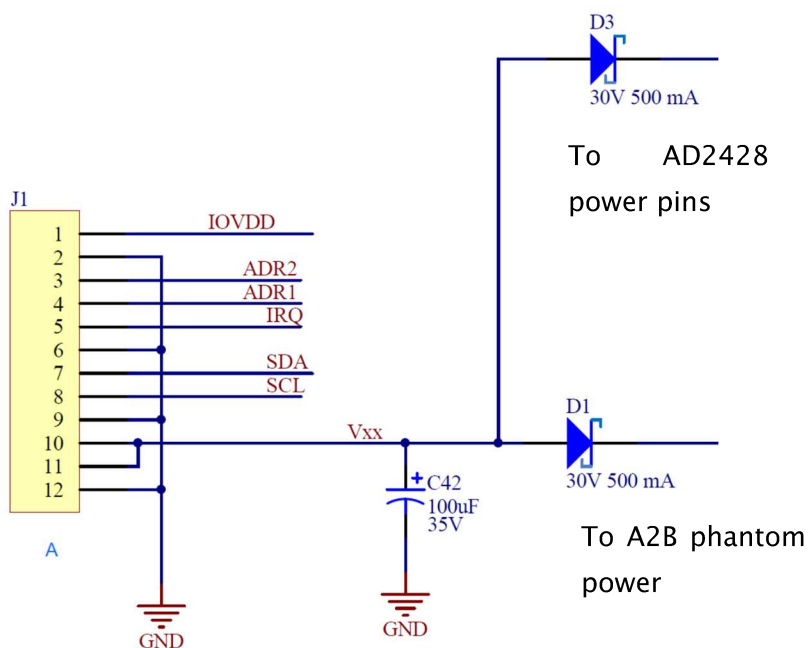 D3
30V 500 mA
To AD2428
power pins
J1
1 IOVDD
2
3 ADR2
4 ADR1
5 IRQ
6
7 SDA
8 SCL
9
10 Vxx
11
12
D1
30V 500 mA
+ C42
100uF
35V
A
To A2B phantom
power
GND
GND